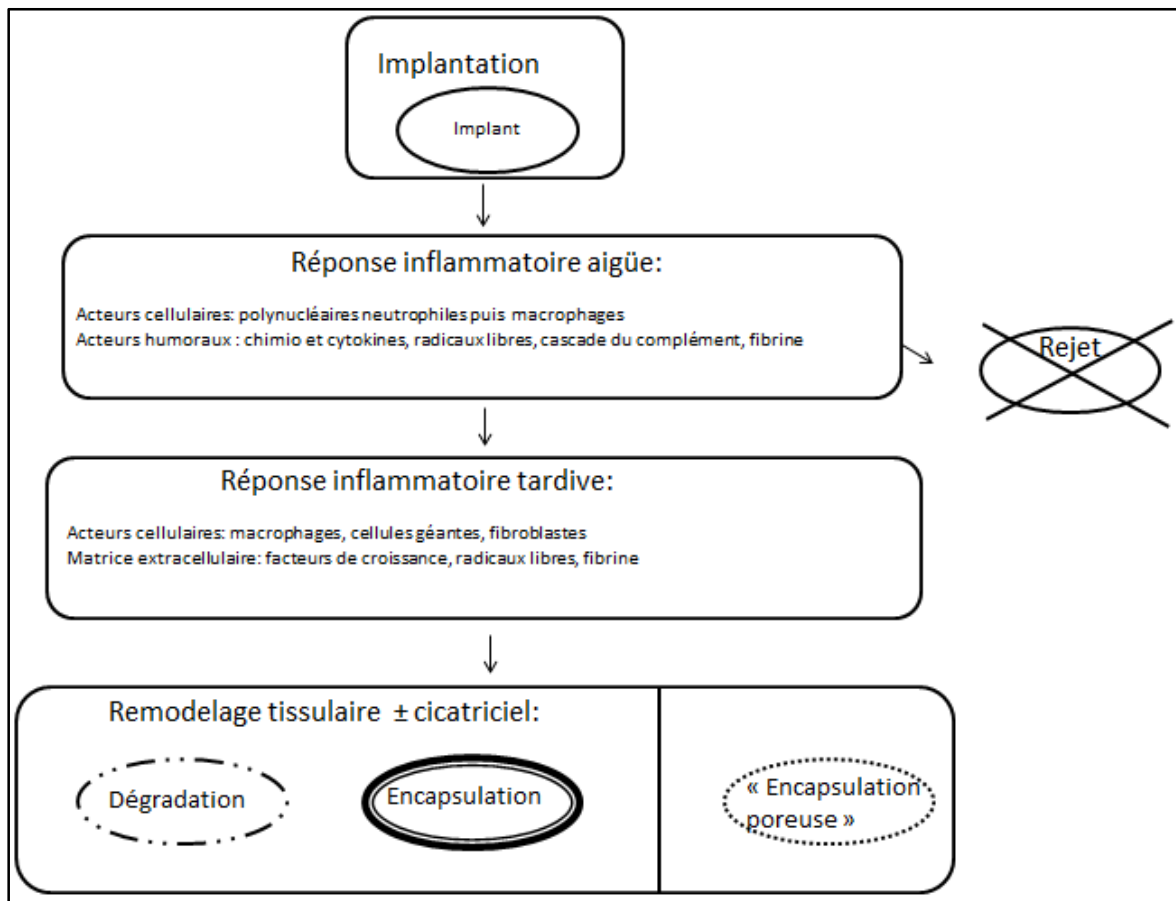 Implantation
Implant
Réponse inflammatoire aigüe:
Acteurs cellulaires: polynucléaires neutrophiles puis macrophages
Acteurs humoraux : chimio et cytokines, radicaux libres, cascade du complément, fibrine
Rejet
Réponse inflammatoire tardive:
Acteurs cellulaires: macrophages, cellules géantes, fibroblastes
Matrice extracellulaire: facteurs de croissance, radicaux libres, fibrine
Remodelage tissulaire ± cicatriciel:
Dégradation
Encapsulation
« Encapsulation
poreuse »